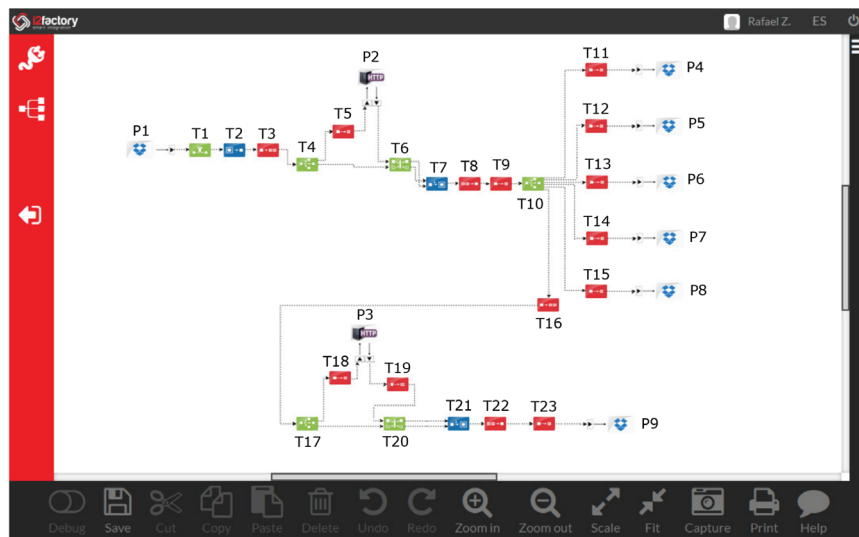 i2factory
smart integration
Rafael Z.
ES
P1
T1
T2
T3
T4
T5
P2
HTTP
T6
T7
T8
T9
T10
T11
P4
T12
P5
T13
P6
T14
P7
T15
P8
T16
P3
HTTP
T18
T19
T17
T20
T21
T22
T23
P9
Debug
Save
Cut
Copy
Paste
Delete
Undo
Redo
Zoom in
Zoom out
Scale
Fit
Capture
Print
Help